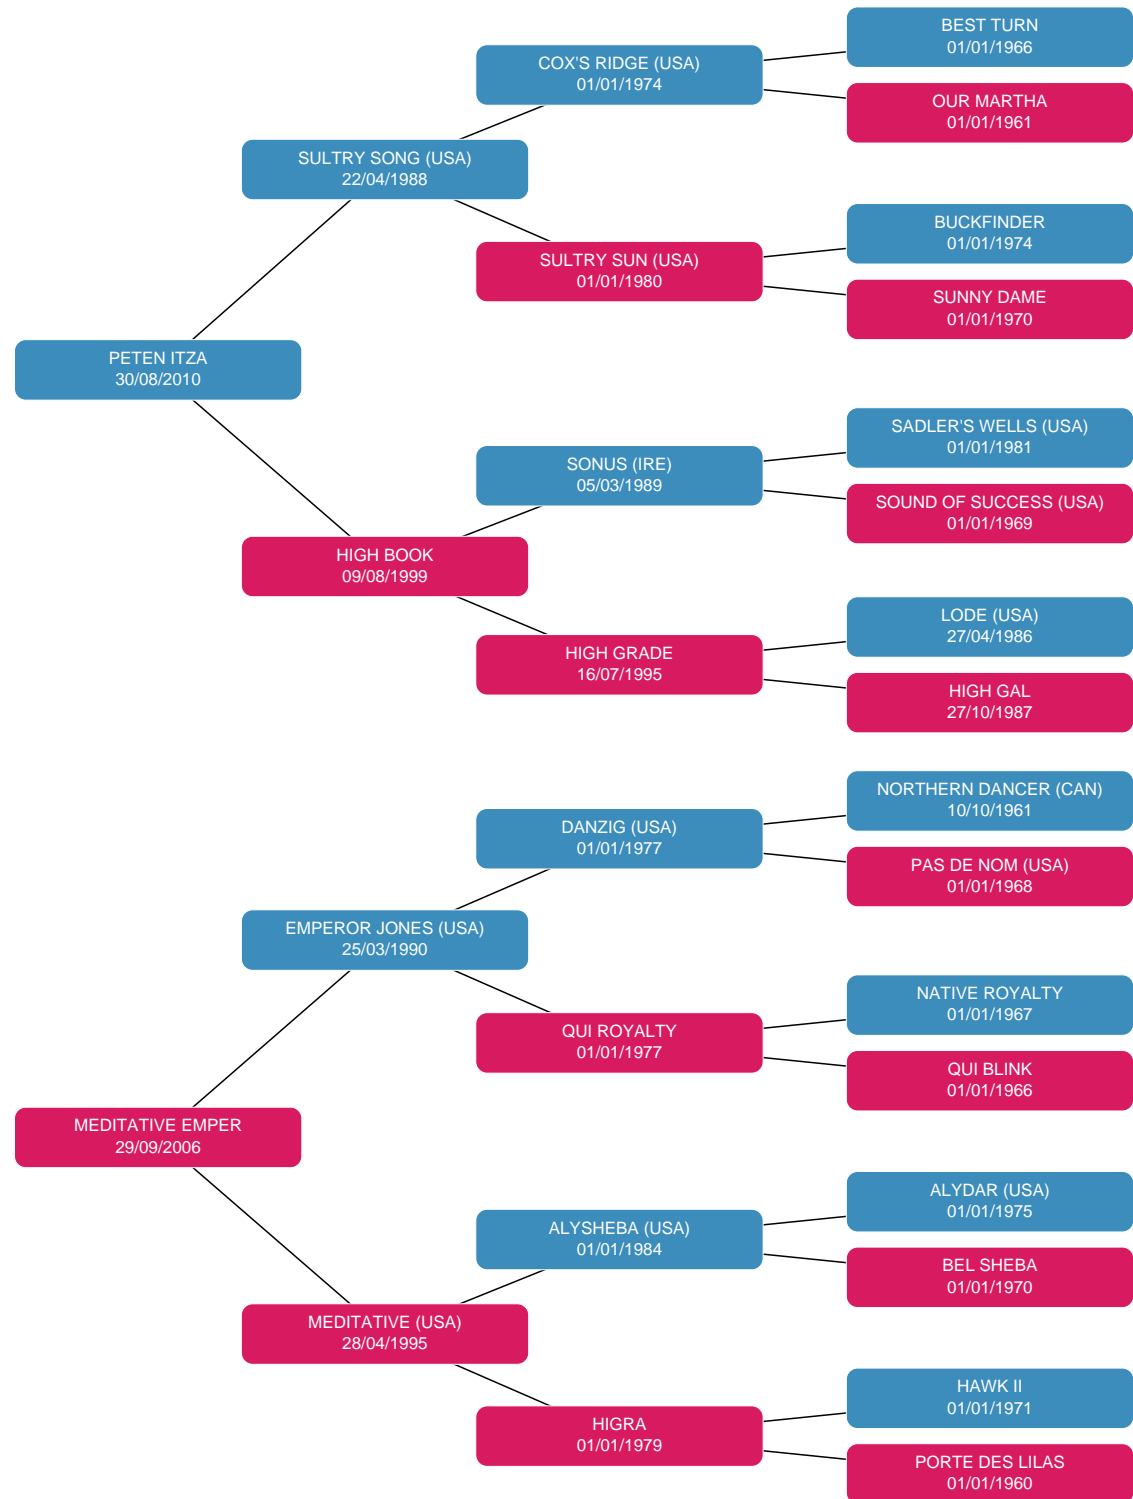 BEST TURN
01/01/1966
COX'S RIDGE (USA)
01/01/1974
OUR MARTHA
01/01/1961
SULTRY SONG (USA)
22/04/1988
BUCKFINDER
01/01/1974
SULTRY SUN (USA)
01/01/1980
SUNNY DAME
01/01/1970
PETEN ITZA
30/08/2010
SADLER'S WELLS (USA)
01/01/1981
SONUS (IRE)
05/03/1989
SOUND OF SUCCESS (USA)
01/01/1969
HIGH BOOK
09/08/1999
LODE (USA)
27/04/1986
HIGH GRADE
16/07/1995
HIGH GAL
27/10/1987
NORTHERN DANCER (CAN)
10/10/1961
DANZIG (USA)
01/01/1977
PAS DE NOM (USA)
01/01/1968
EMPEROR JONES (USA)
25/03/1990
NATIVE ROYALTY
01/01/1967
QUI ROYALTY
01/01/1977
QUI BLINK
01/01/1966
MEDITATIVE EMPER
29/09/2006
ALYDAR (USA)
01/01/1975
ALYSHEBA (USA)
01/01/1984
BEL SHEBA
01/01/1970
MEDITATIVE (USA)
28/04/1995
HAWK II
01/01/1971
HIGRA
01/01/1979
PORTE DES LILAS
01/01/1960